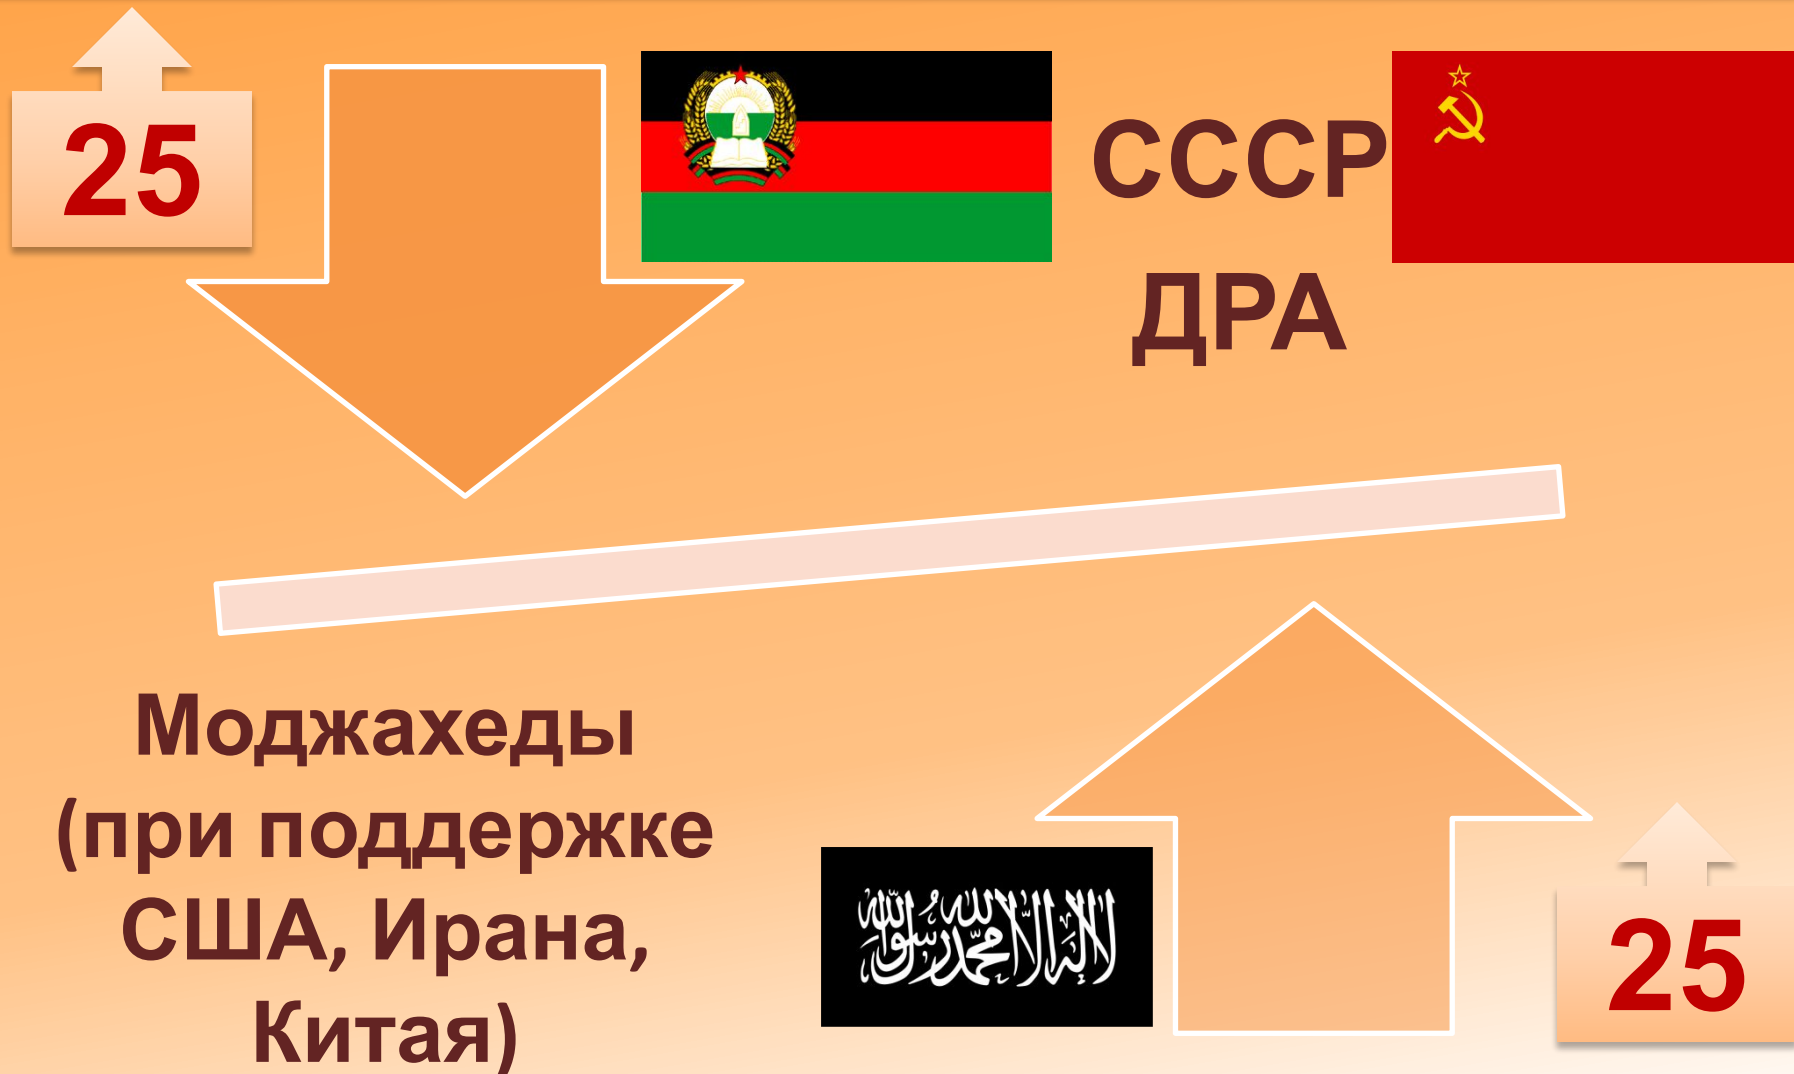 25
СССР
ДРА
Моджахеды
(при поддержке
США, Ирана,
Китая)
لا إله إلا الله محمد رسول الله
25